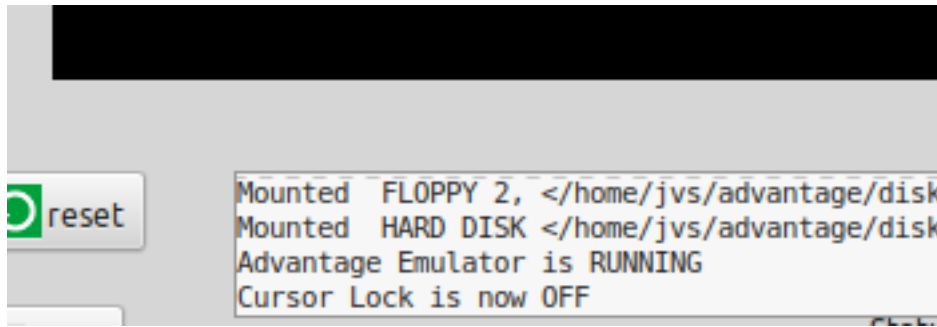 reset
Mounted  FLOPPY 2, </home/jvs/advantage/disk
Mounted  HARD DISK </home/jvs/advantage/disk
Advantage Emulator is RUNNING
Cursor Lock is now OFF